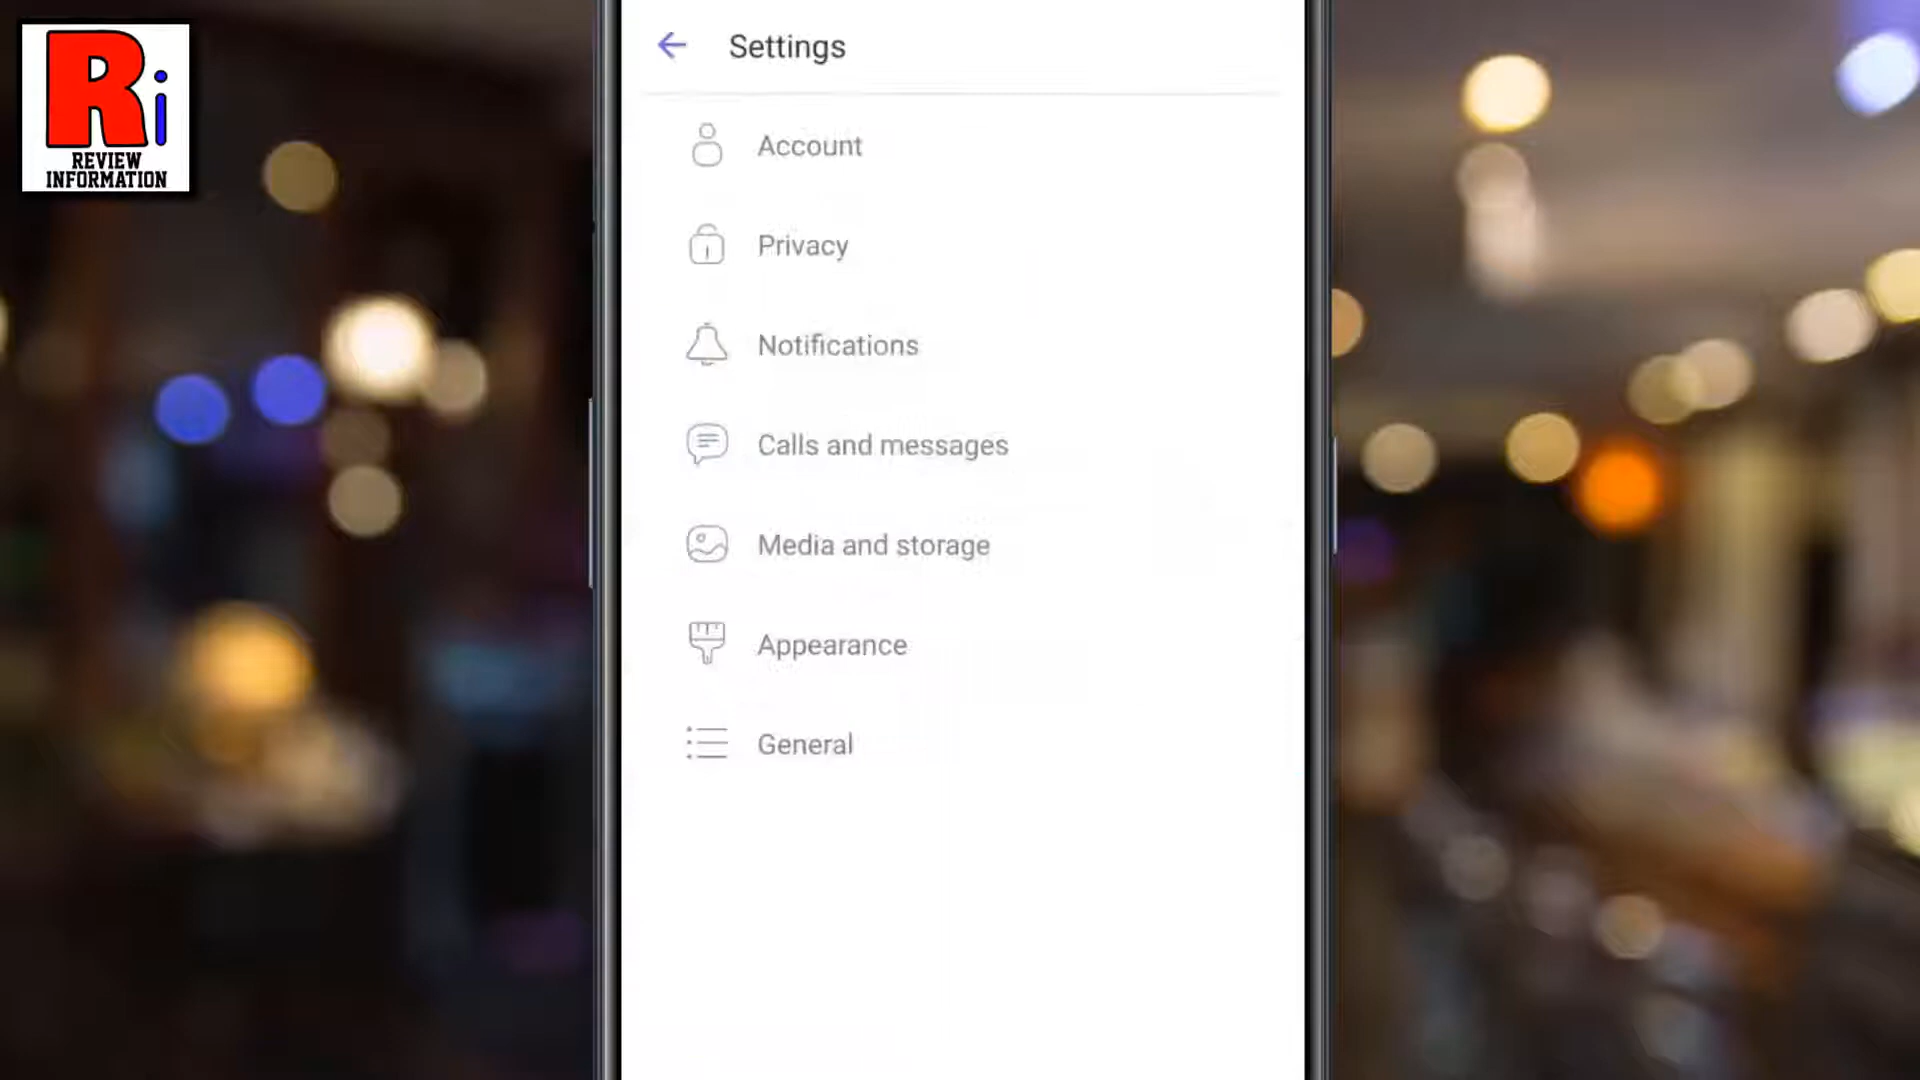 Ri
REVIEW
INFORMATION
Settings
Account
Privacy
Notifications
Calls and messages
Media and storage
Appearance
General